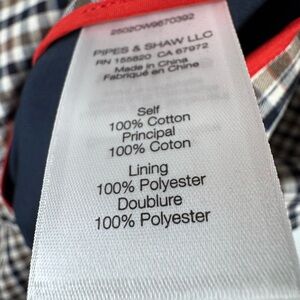 2502OW9670392
PIPES & SHAW LLC
RN 155820 CA 67972
Made in China
Fabriqué en Chine
Self
100% Cotton
Principal
100% Coton
Lining
100% Polyester
Doublure
100% Polyester